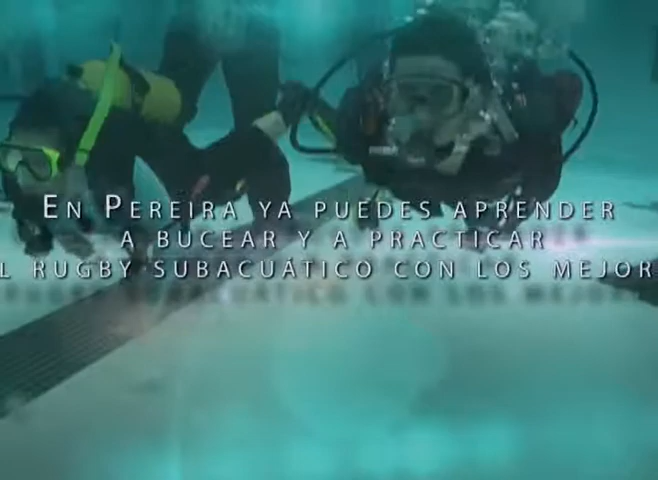 En Pereira ya puedes aprender
a bucear y a practicar
l rugby subacuático con los mejor